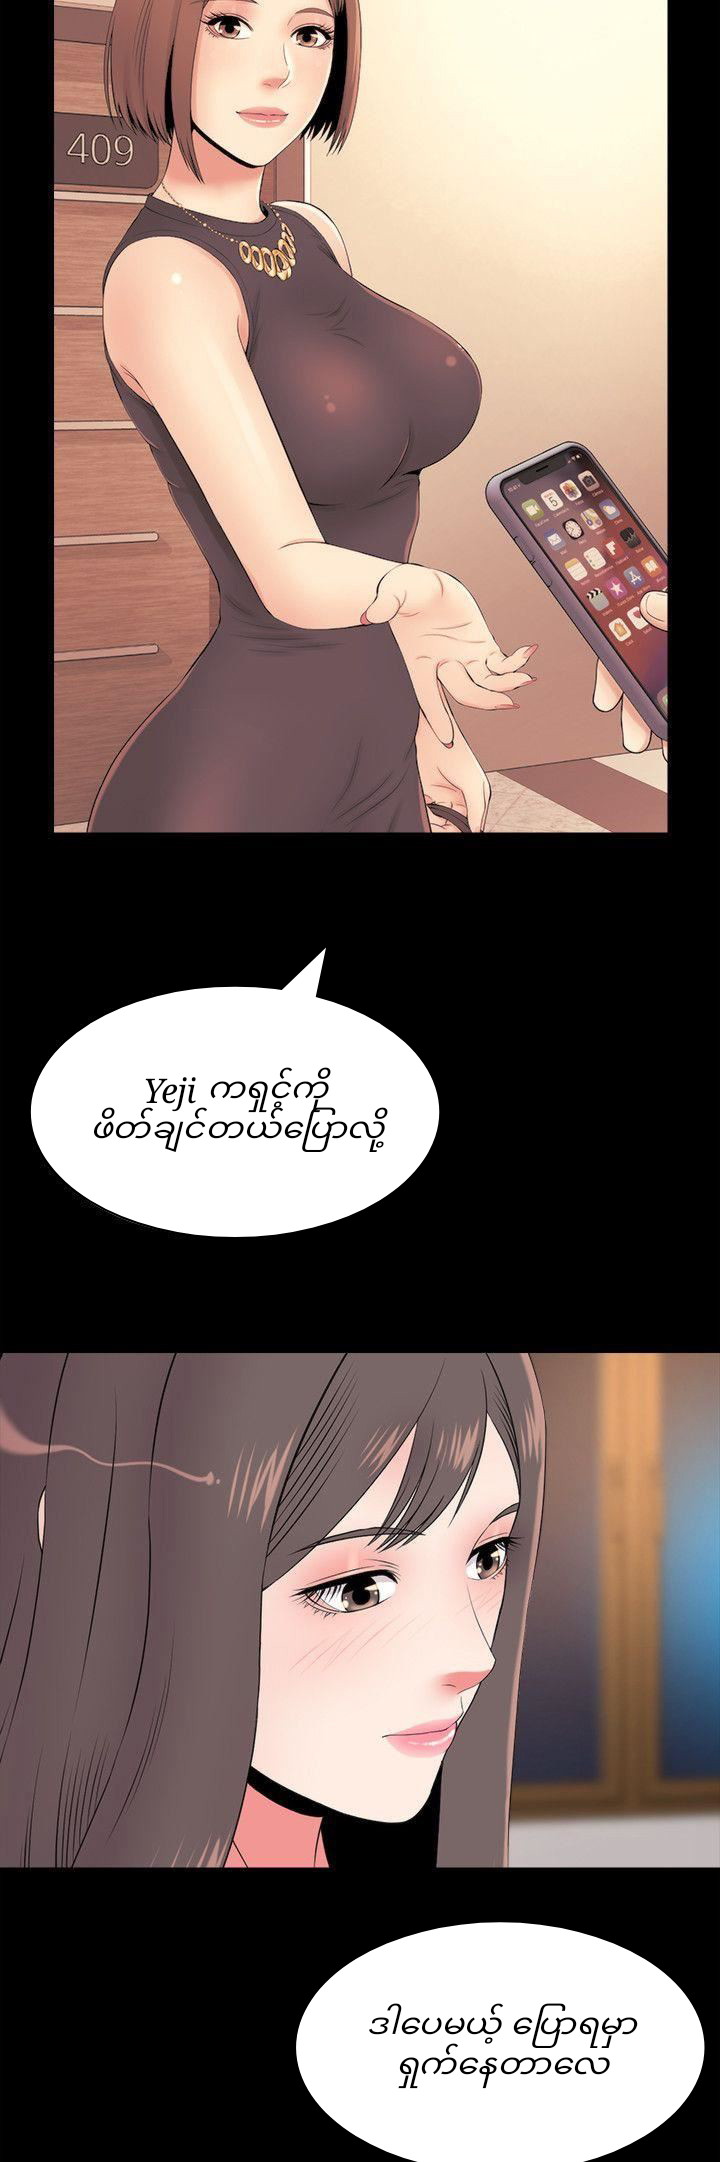 409
Yeji ကရှင့်ကို
ဖိတ်ချင်တယ်ပြောလို့
ဒါပေမယ့် ပြောရမှာ
ရှက်နေတာလေ